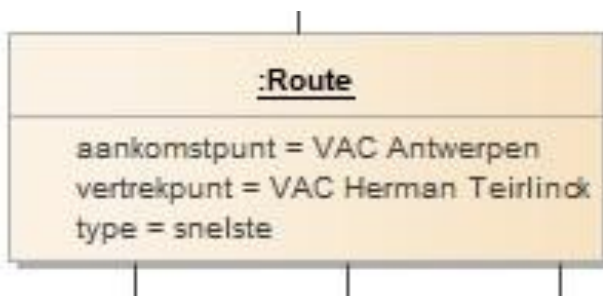 :Route
aankomstpunt = VAC Antwerpen
vertrekpunt = VAC Herman Teirlinck
type = snelste